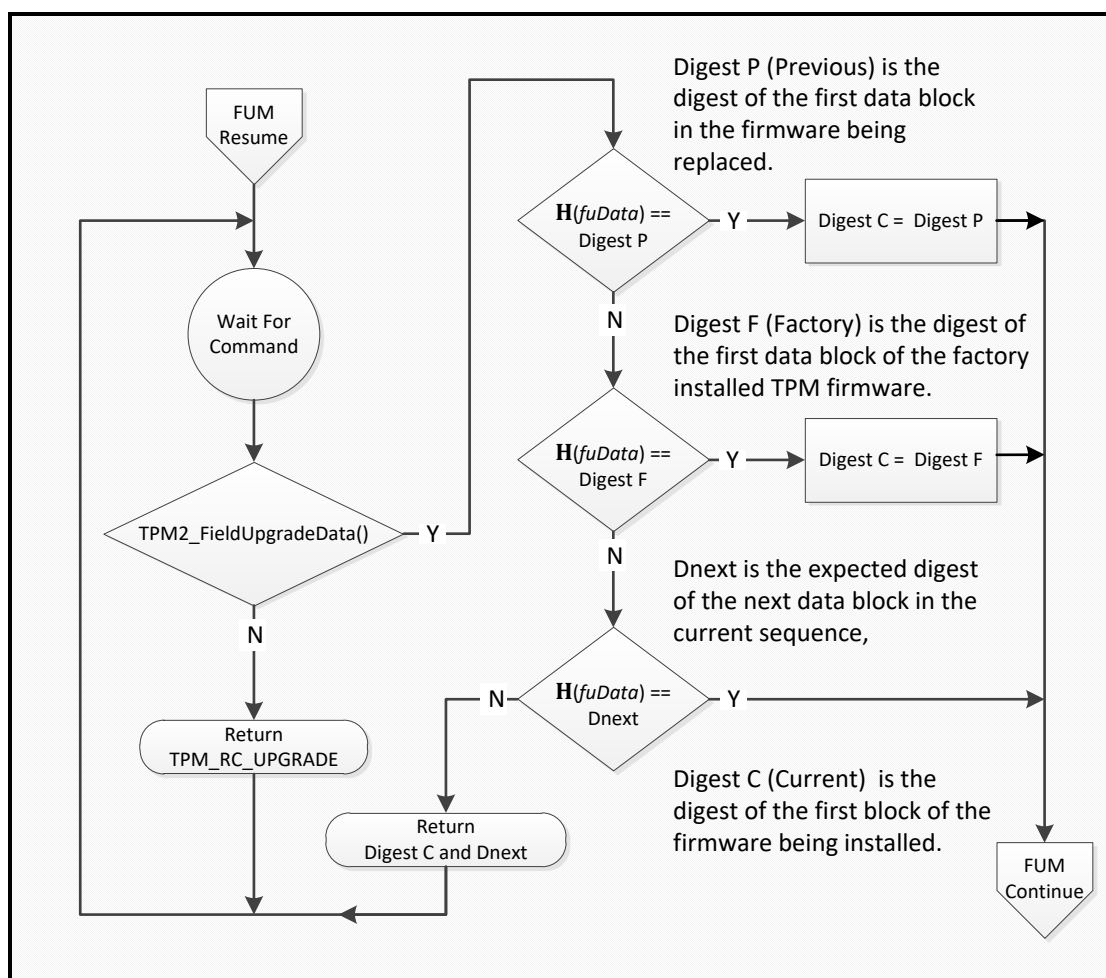 FUM
Resume
Wait For
Command
TPM2_FieldUpgradeData()
Y
N
Return
TPM_RC_UPGRADE
Digest P (Previous) is the
digest of the first data block
in the firmware being
replaced.
H(fuData) ==
Digest P
Y
Digest C = Digest P
N
Digest F (Factory) is the digest of
the first data block of the factory
installed TPM firmware.
H(fuData) ==
Digest F
Y
Digest C = Digest F
N
Dnext is the expected digest
of the next data block in the
current sequence,
H(fuData) ==
Dnext
N
Y
Return
Digest C and Dnext
Digest C (Current) is the
digest of the first block of the
firmware being installed.
FUM
Continue